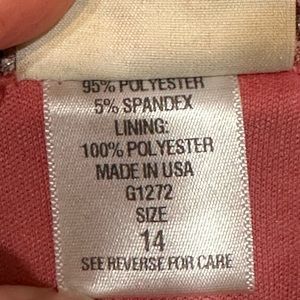 95% POLYESTER
5% SPANDEX
LINING:
100% POLYESTER
MADE IN USA
G1272
SIZE
14
SEE REVERSE FOR CARE